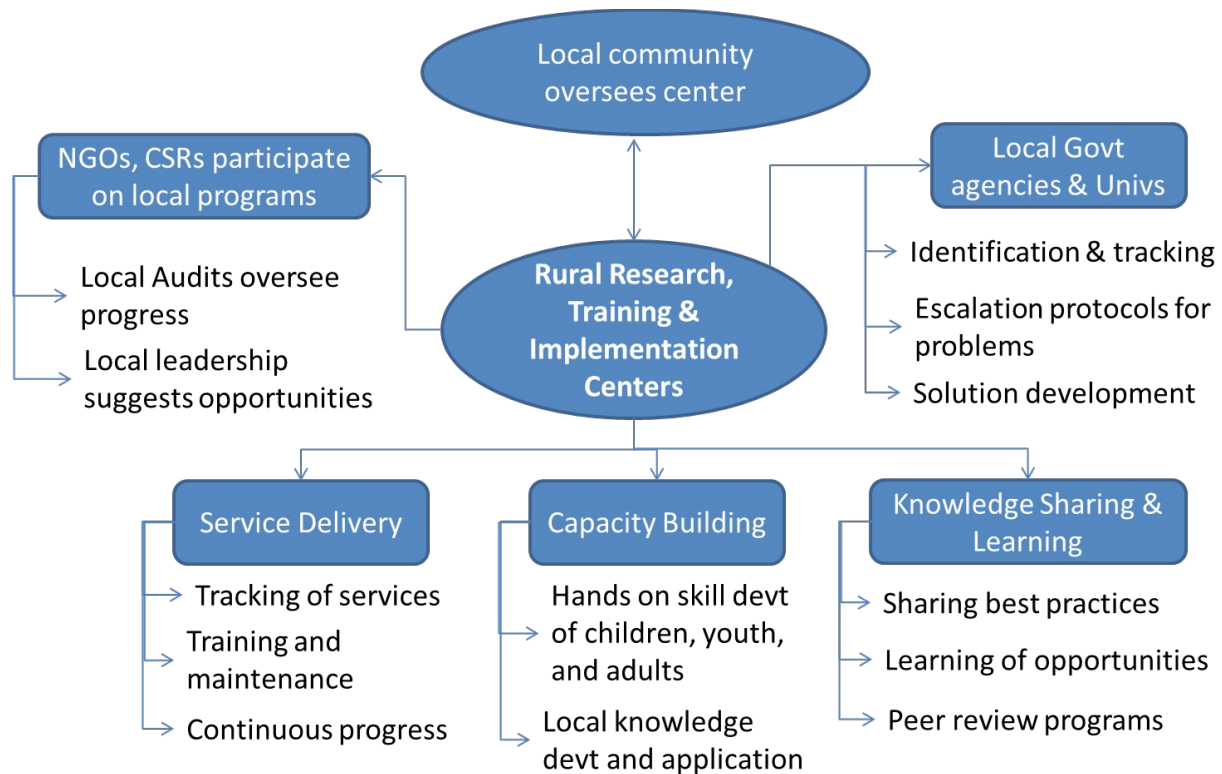 Local community
oversees center
NGOs, CSRs participate
on local programs
Local Audits oversee
progress
Local leadership
suggests opportunities
Local Govt
agencies & Univs
Identification & tracking
Escalation protocols for
problems
Solution development
Rural Research,
Training &
Implementation
Centers
Service Delivery
Tracking of services
Training and
maintenance
Continuous progress
Capacity Building
Hands on skill devt
of children, youth,
and adults
Local knowledge
devt and application
Knowledge Sharing &
Learning
Sharing best practices
Learning of opportunities
Peer review programs